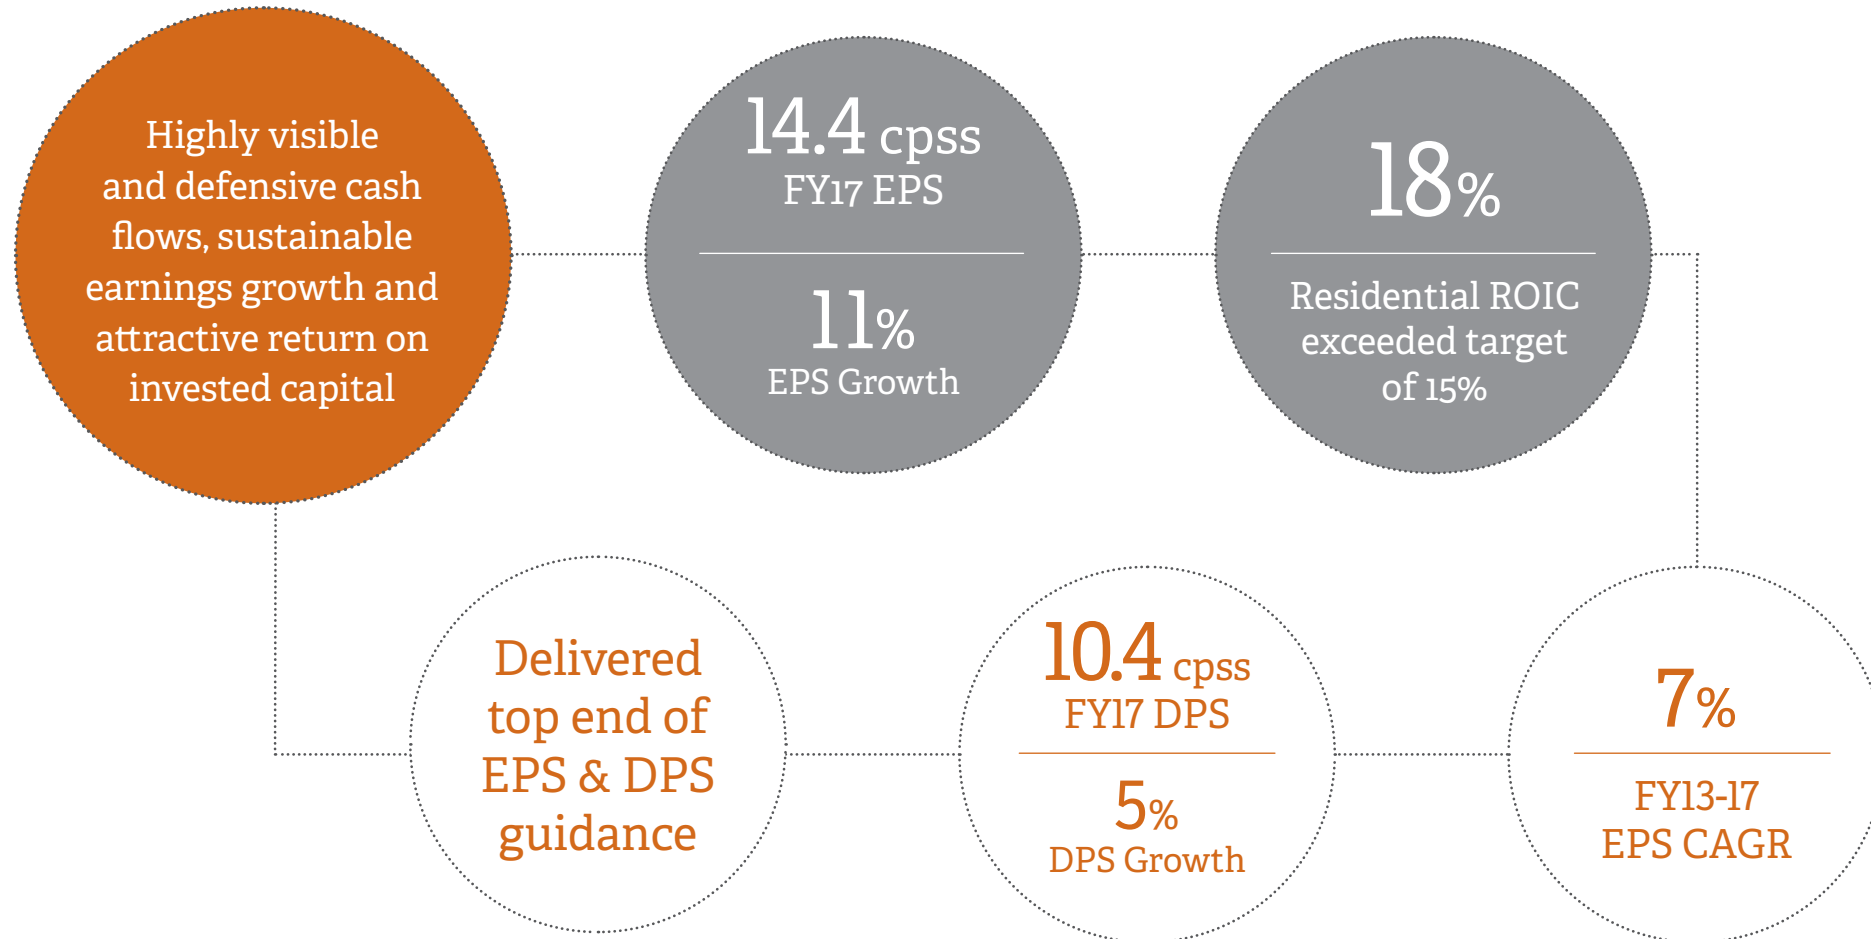 Highly visible
and defensive cash
flows, sustainable
earnings growth and
attractive return on
invested capital
14.4 cpss
FY17 EPS
11%
EPS Growth
18%
Residential ROIC
exceeded target
of 15%
Delivered
top end of
EPS & DPS
guidance
10.4 cpss
FY17 DPS
5%
DPS Growth
7%
FY13-17
EPS CAGR